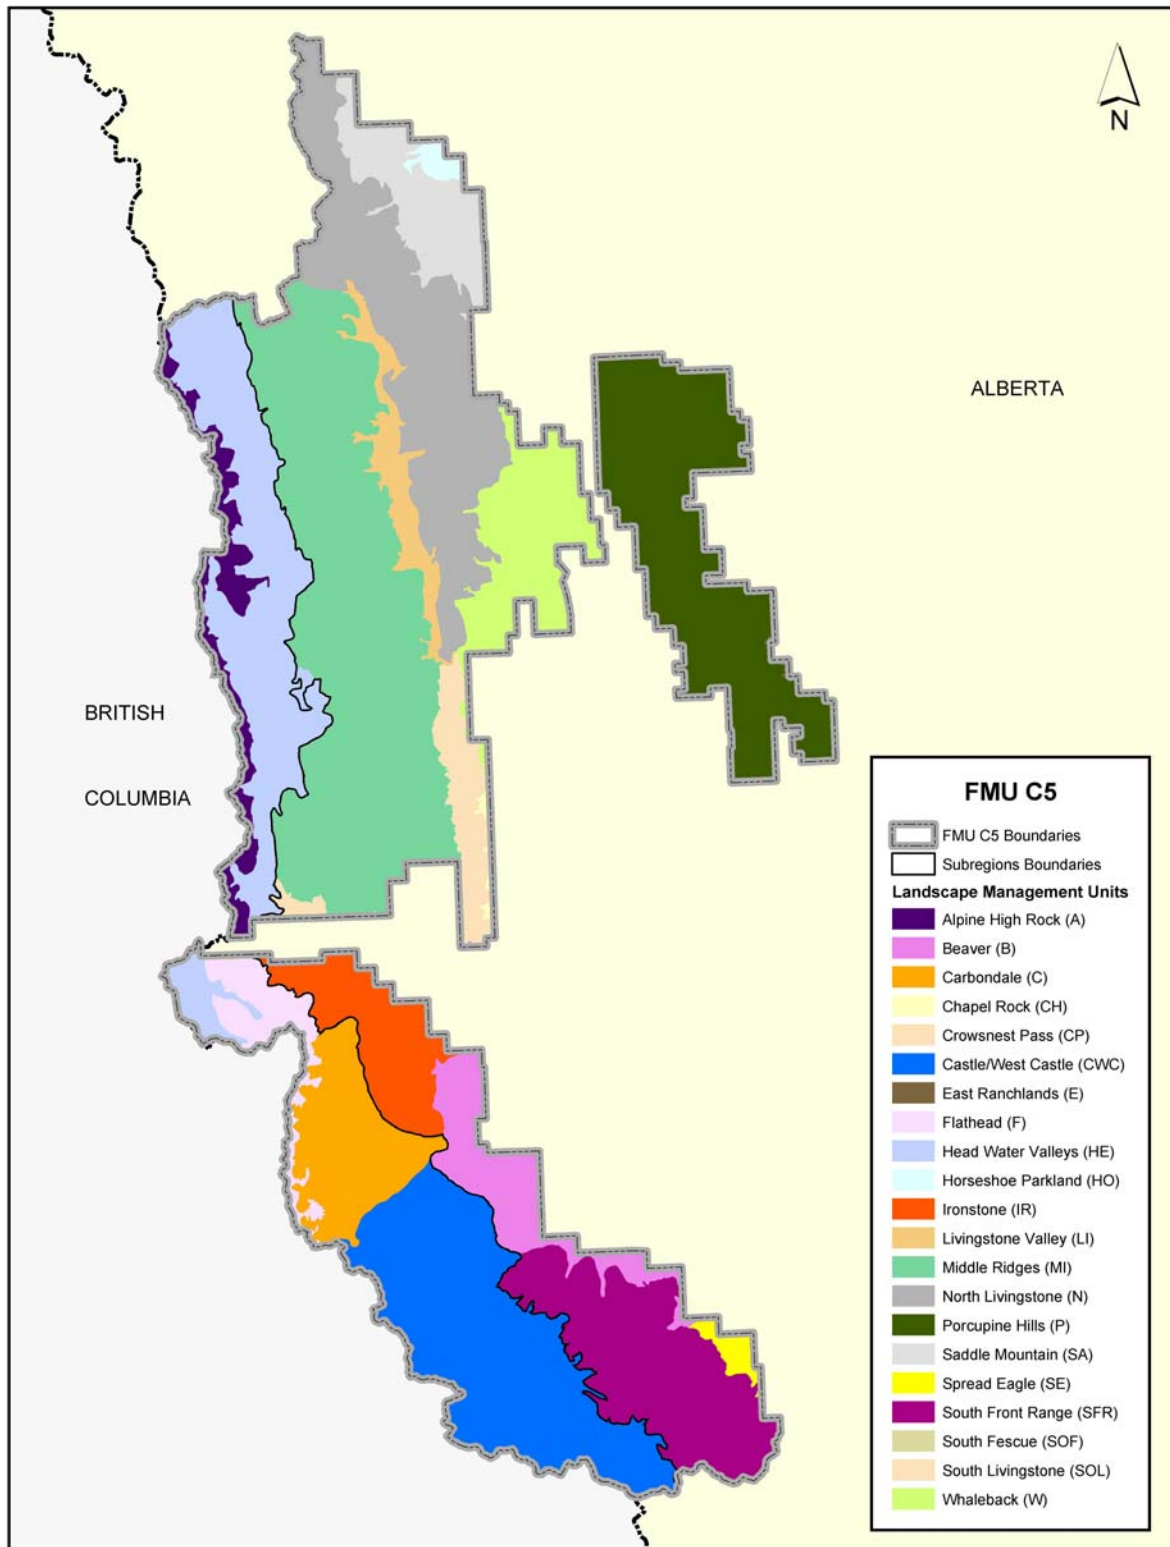 N
ALBERTA
BRITISH
COLUMBIA
FMU C5
FMU C5 Boundaries
Subregions Boundaries
Landscape Management Units
Alpine High Rock (A)
Beaver (B)
Carbondale (C)
Chapel Rock (CH)
Crowsnest Pass (CP)
Castle/West Castle (CWC)
East Ranchlands (E)
Flathead (F)
Head Water Valleys (HE)
Horseshoe Parkland (HO)
Ironstone (IR)
Livingstone Valley (LI)
Middle Ridges (MI)
North Livingstone (N)
Porcupine Hills (P)
Saddle Mountain (SA)
Spread Eagle (SE)
South Front Range (SFR)
South Fescue (SOF)
South Livingstone (SOL)
Whaleback (W)